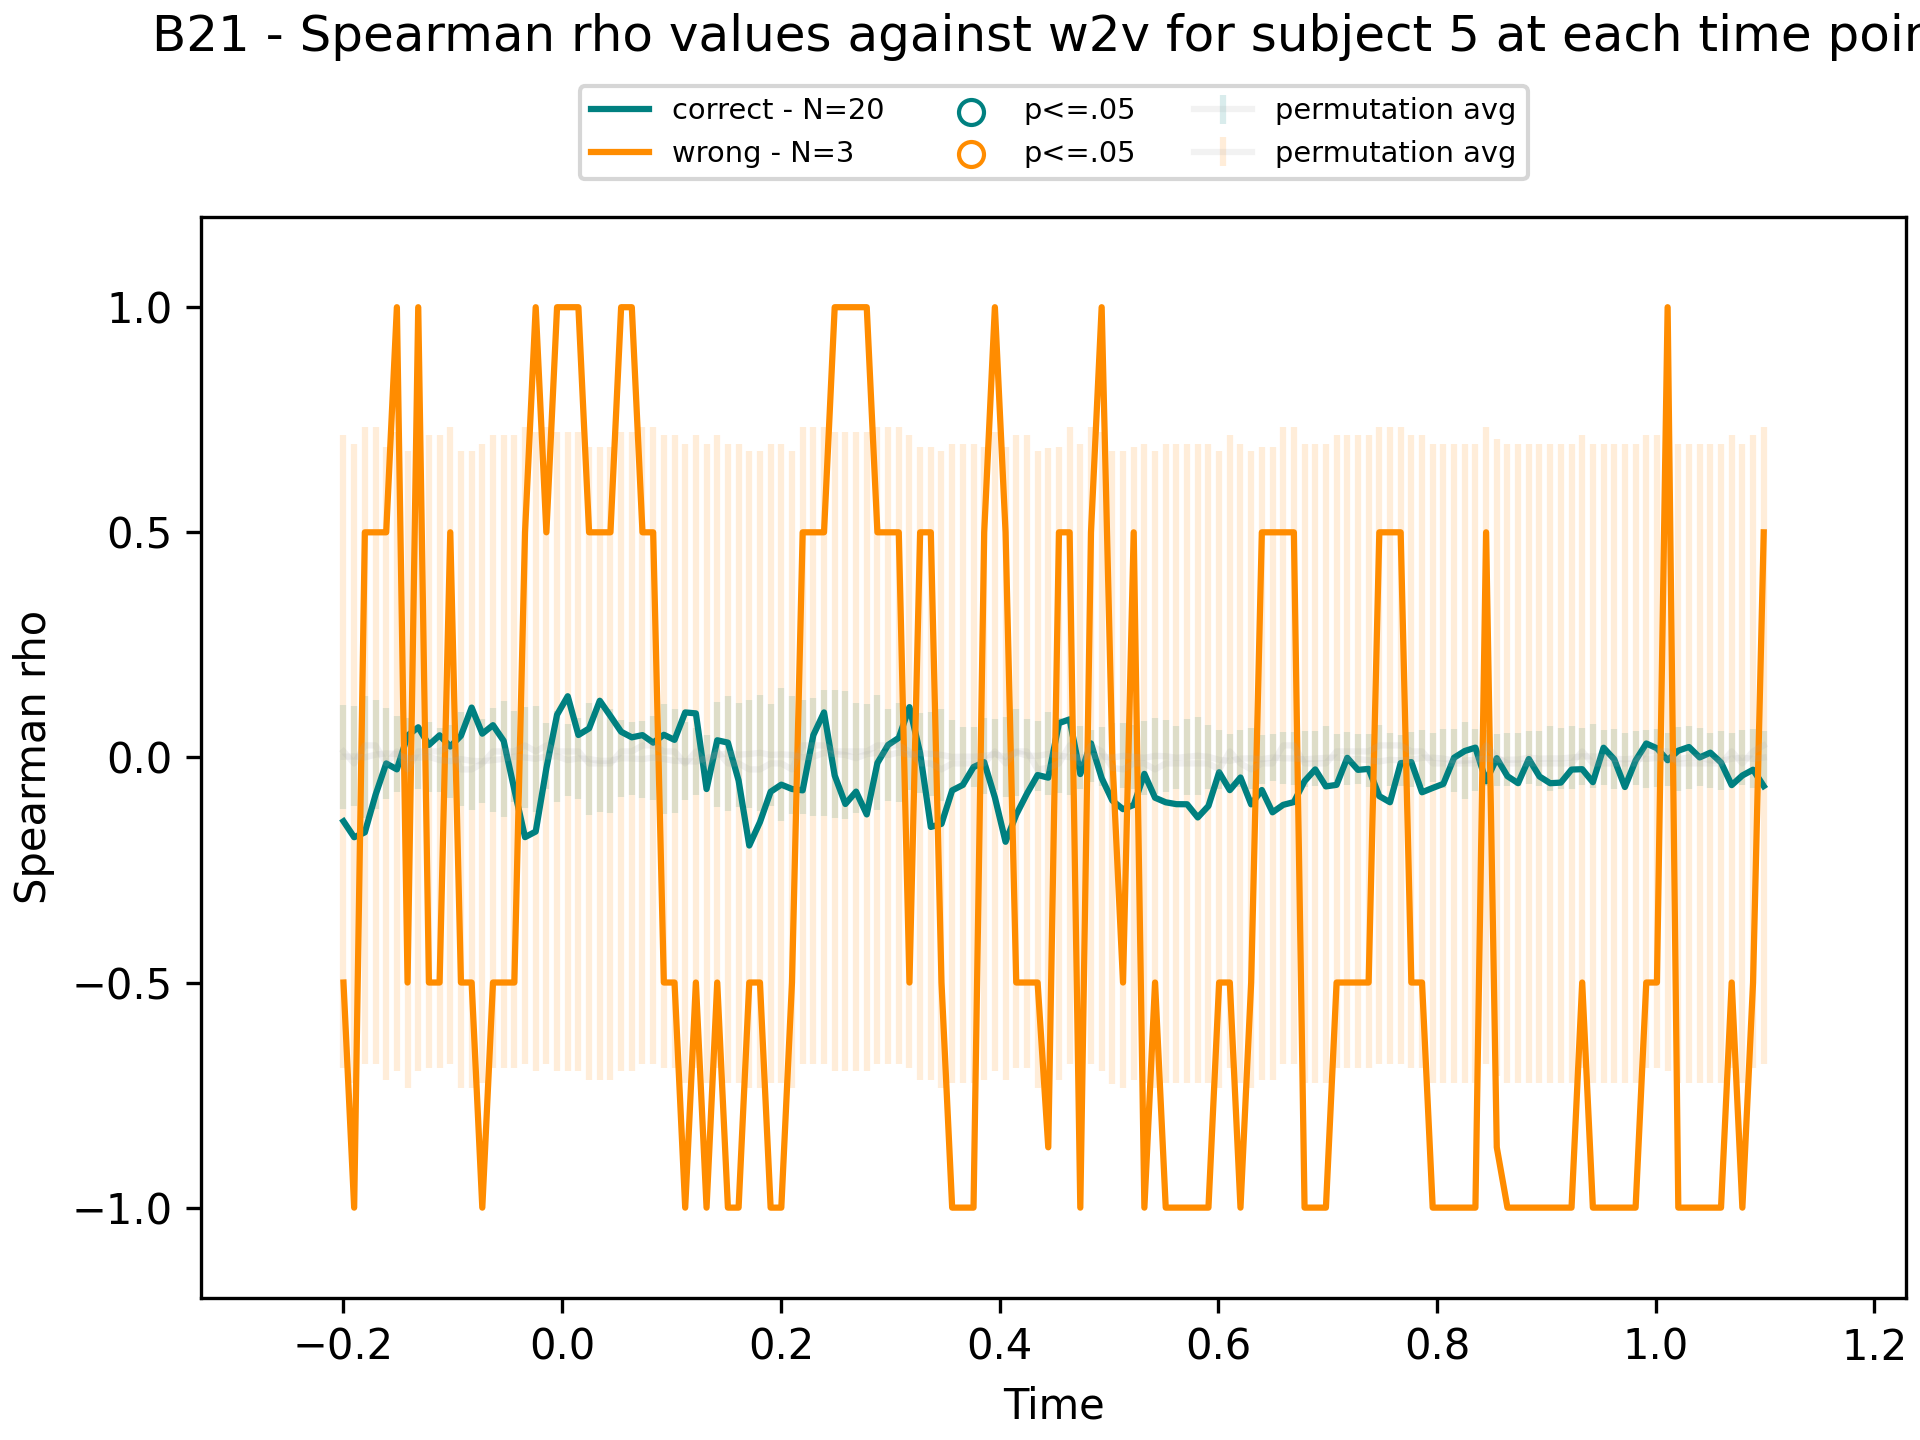 B21 - Spearman rho values against w2v for subject 5 at each time poin
correct - N=20
wrong - N=3
p<=.05
p<=.05
permutation avg
permutation avg
1.0
0.5
0.0
−0.5
−1.0
Spearman rho
−0.2 0.0 0.2 0.4 0.6 0.8 1.0 1.2
Time